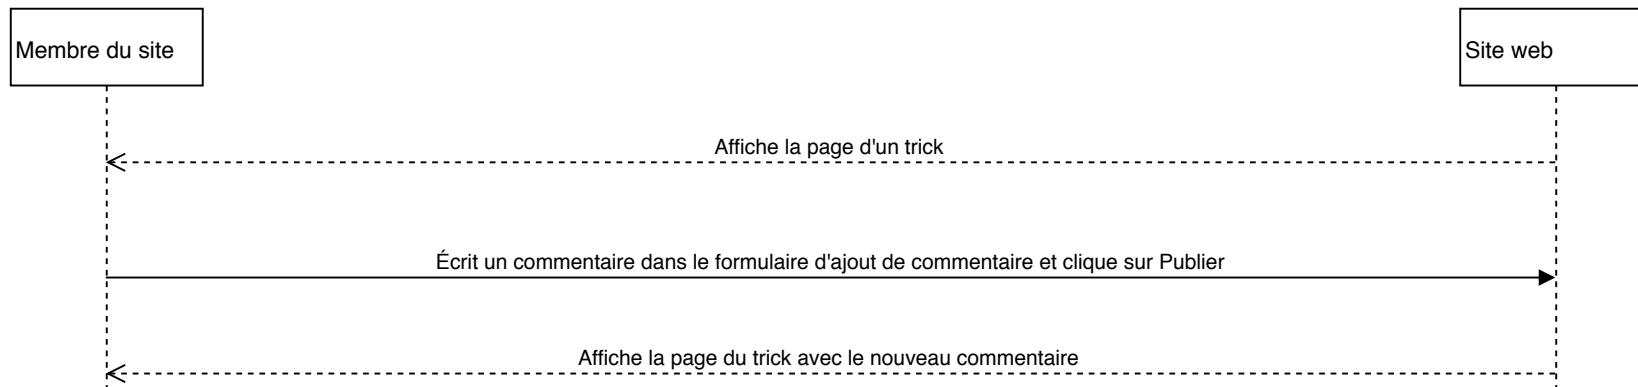 Membre du site
Site web
Affiche la page d'un trick
Écrit un commentaire dans le formulaire d'ajout de commentaire et clique sur Publier
Affiche la page du trick avec le nouveau commentaire